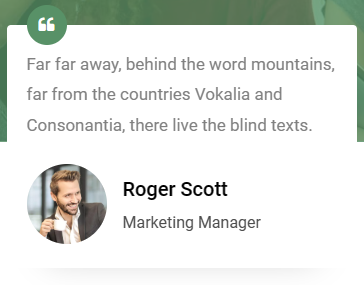 Far far away, behind the word mountains,
far from the countries Vokalia and
Consonantia, there live the blind texts.
Roger Scott
Marketing Manager